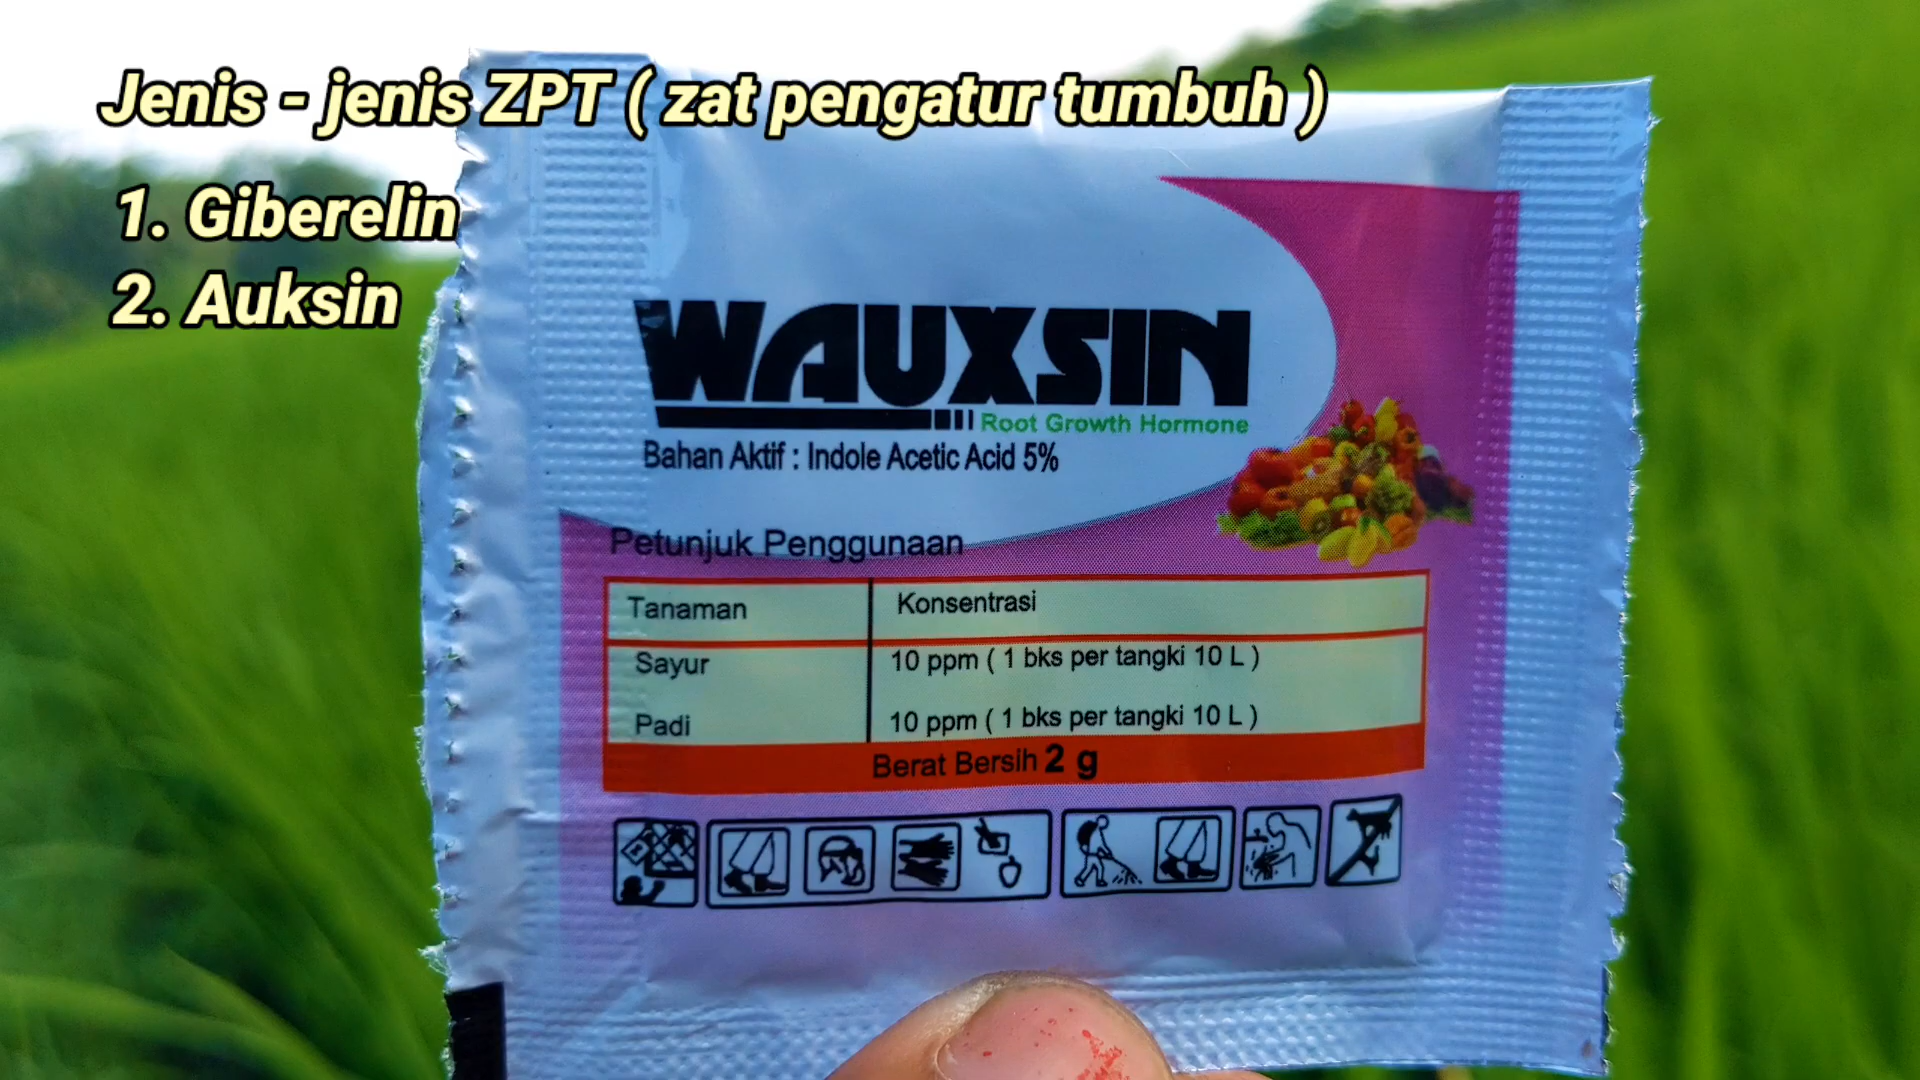 Jenis - jenis ZPT ( zat pengatur tumbuh )
1. Giberelin
2. Auksin
WAUXSIN
Root Growth Hormone
Bahan Aktif : Indole Acetic Acid 5%
Petunjuk Penggunaan
Tanaman Konsentrasi
Sayur 10 ppm ( 1 bks per tangki 10 L )
Padi 10 ppm ( 1 bks per tangki 10 L )
Berat Bersih 2 g